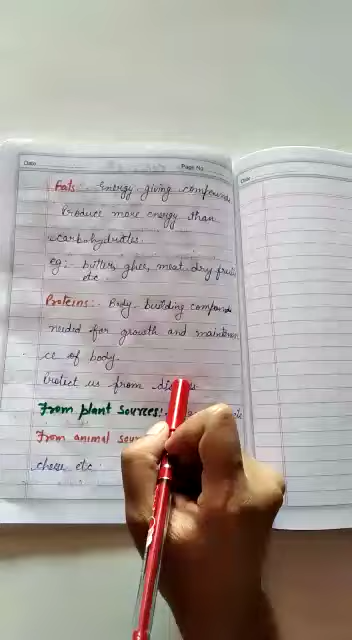 Date
Page No
Date
Fats:- Energy giving compounds
Produce more energy than
carbohydrates.
eg:- butter, ghee, meat, dry fruits
etc
Proteins:- Body building compounds
needed for growth and maintenan
ce of body.
Protect us from
From plant sources:-
From animal
cheese etc.